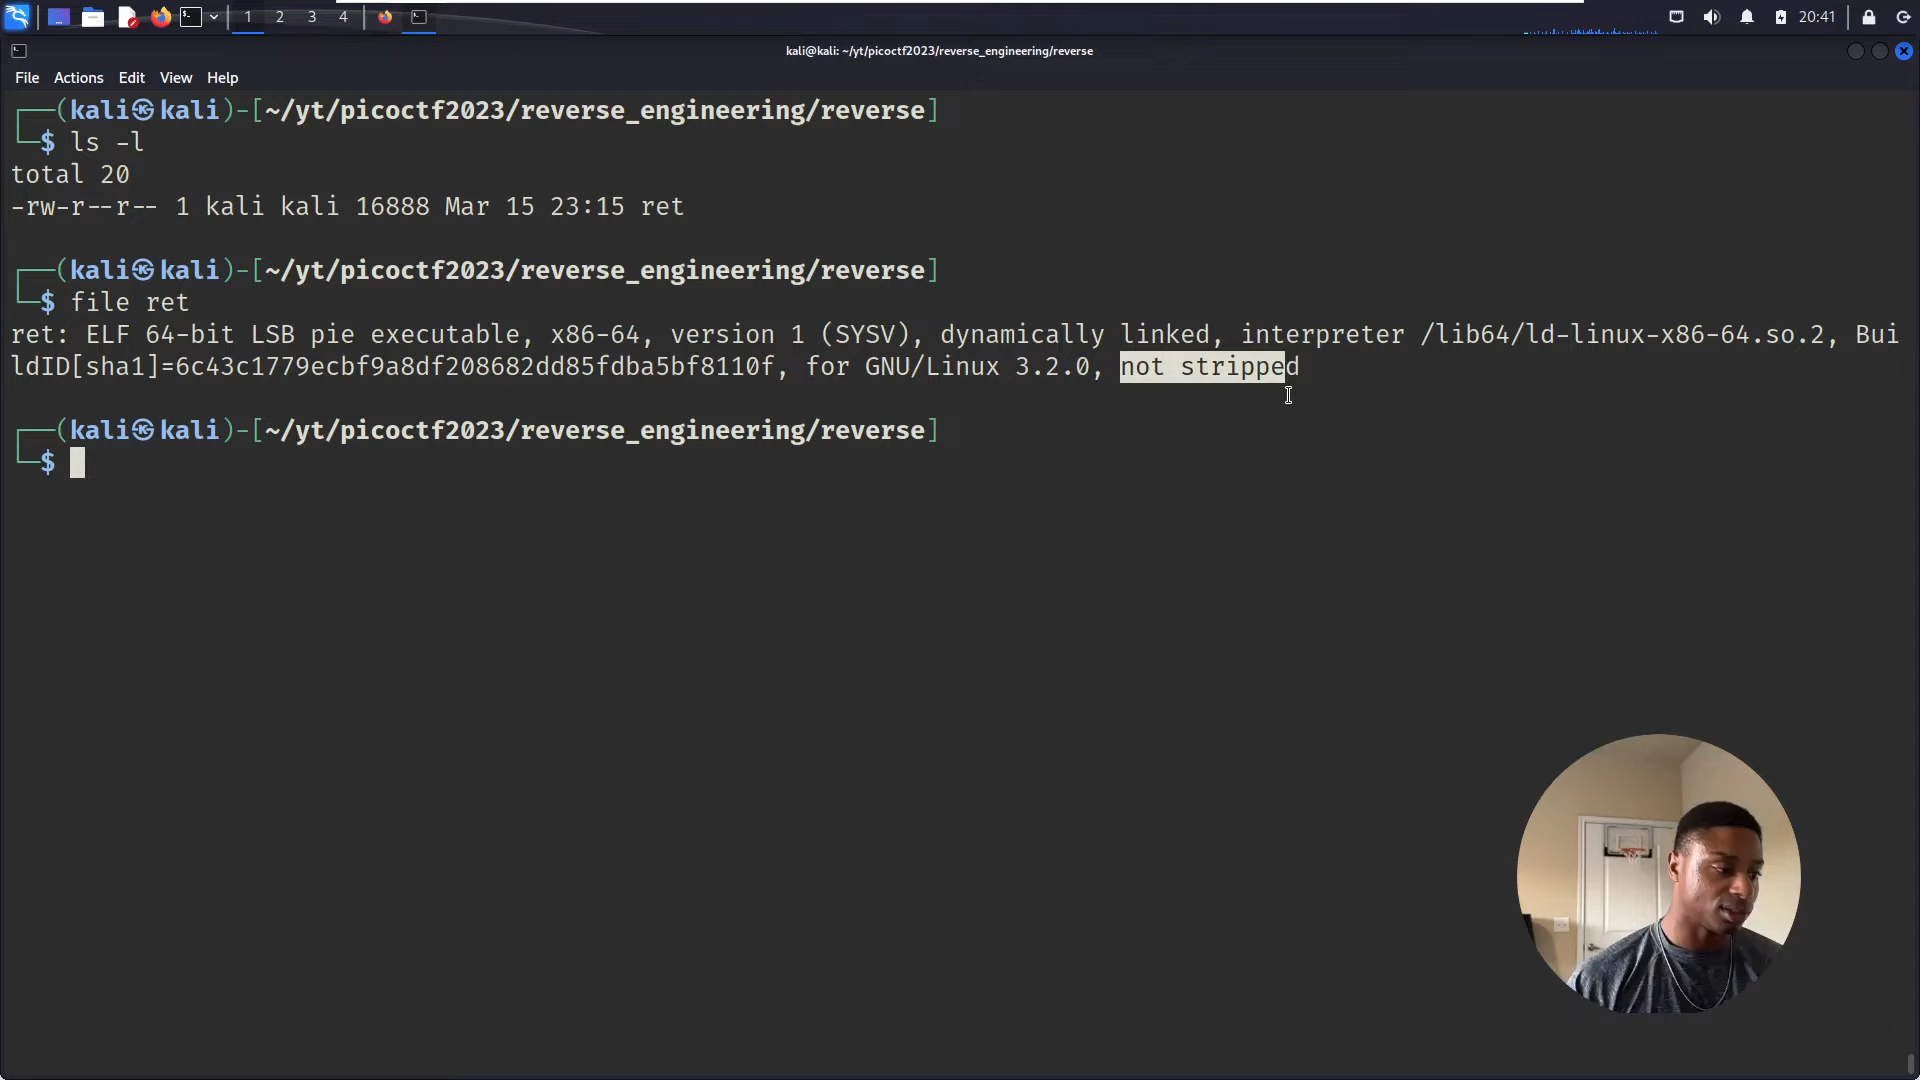 1 2 3 4 20:41
kali@kali: ~/yt/picoctf2023/reverse_engineering/reverse
File Actions Edit View Help
┌──(kali㉿kali)-[~/yt/picoctf2023/reverse_engineering/reverse]
└─$ ls -l
total 20
-rw-r--r-- 1 kali kali 16888 Mar 15 23:15 ret
┌──(kali㉿kali)-[~/yt/picoctf2023/reverse_engineering/reverse]
└─$ file ret
ret: ELF 64-bit LSB pie executable, x86-64, version 1 (SYSV), dynamically linked, interpreter /lib64/ld-linux-x86-64.so.2, Bui
ldID[sha1]=6c43c1779ecbf9a8df208682dd85fdba5bf8110f, for GNU/Linux 3.2.0, not stripped
┌──(kali㉿kali)-[~/yt/picoctf2023/reverse_engineering/reverse]
└─$